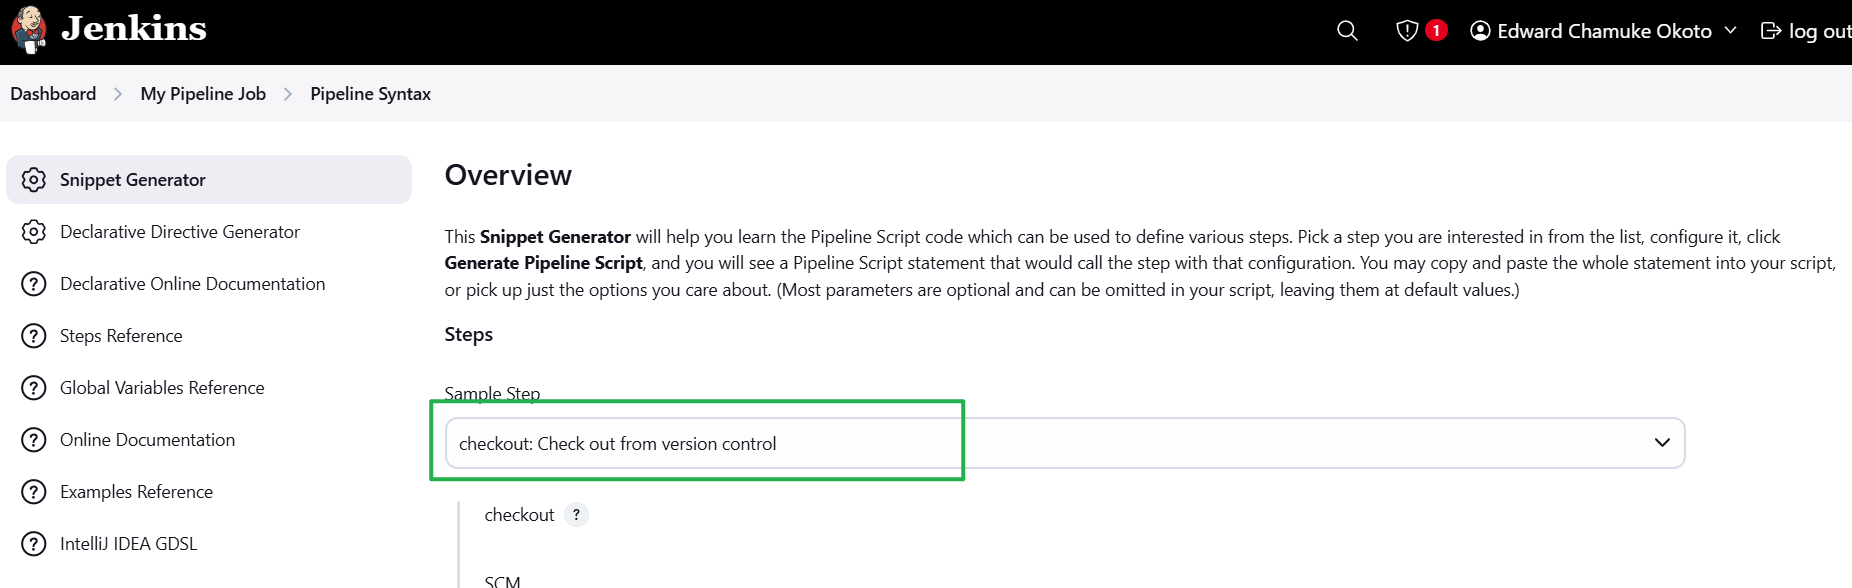 Jenkins
1
Edward Chamuke Okoto
log out
Dashboard
My Pipeline Job
Pipeline Syntax
Snippet Generator
Declarative Directive Generator
Declarative Online Documentation
Steps Reference
Global Variables Reference
Online Documentation
Examples Reference
IntelliJ IDEA GDSL
Overview
This Snippet Generator will help you learn the Pipeline Script code which can be used to define various steps. Pick a step you are interested in from the list, configure it, click
Generate Pipeline Script, and you will see a Pipeline Script statement that would call the step with that configuration. You may copy and paste the whole statement into your script,
or pick up just the options you care about. (Most parameters are optional and can be omitted in your script, leaving them at default values.)
Steps
Sample Step
checkout: Check out from version control
checkout ?
SCM